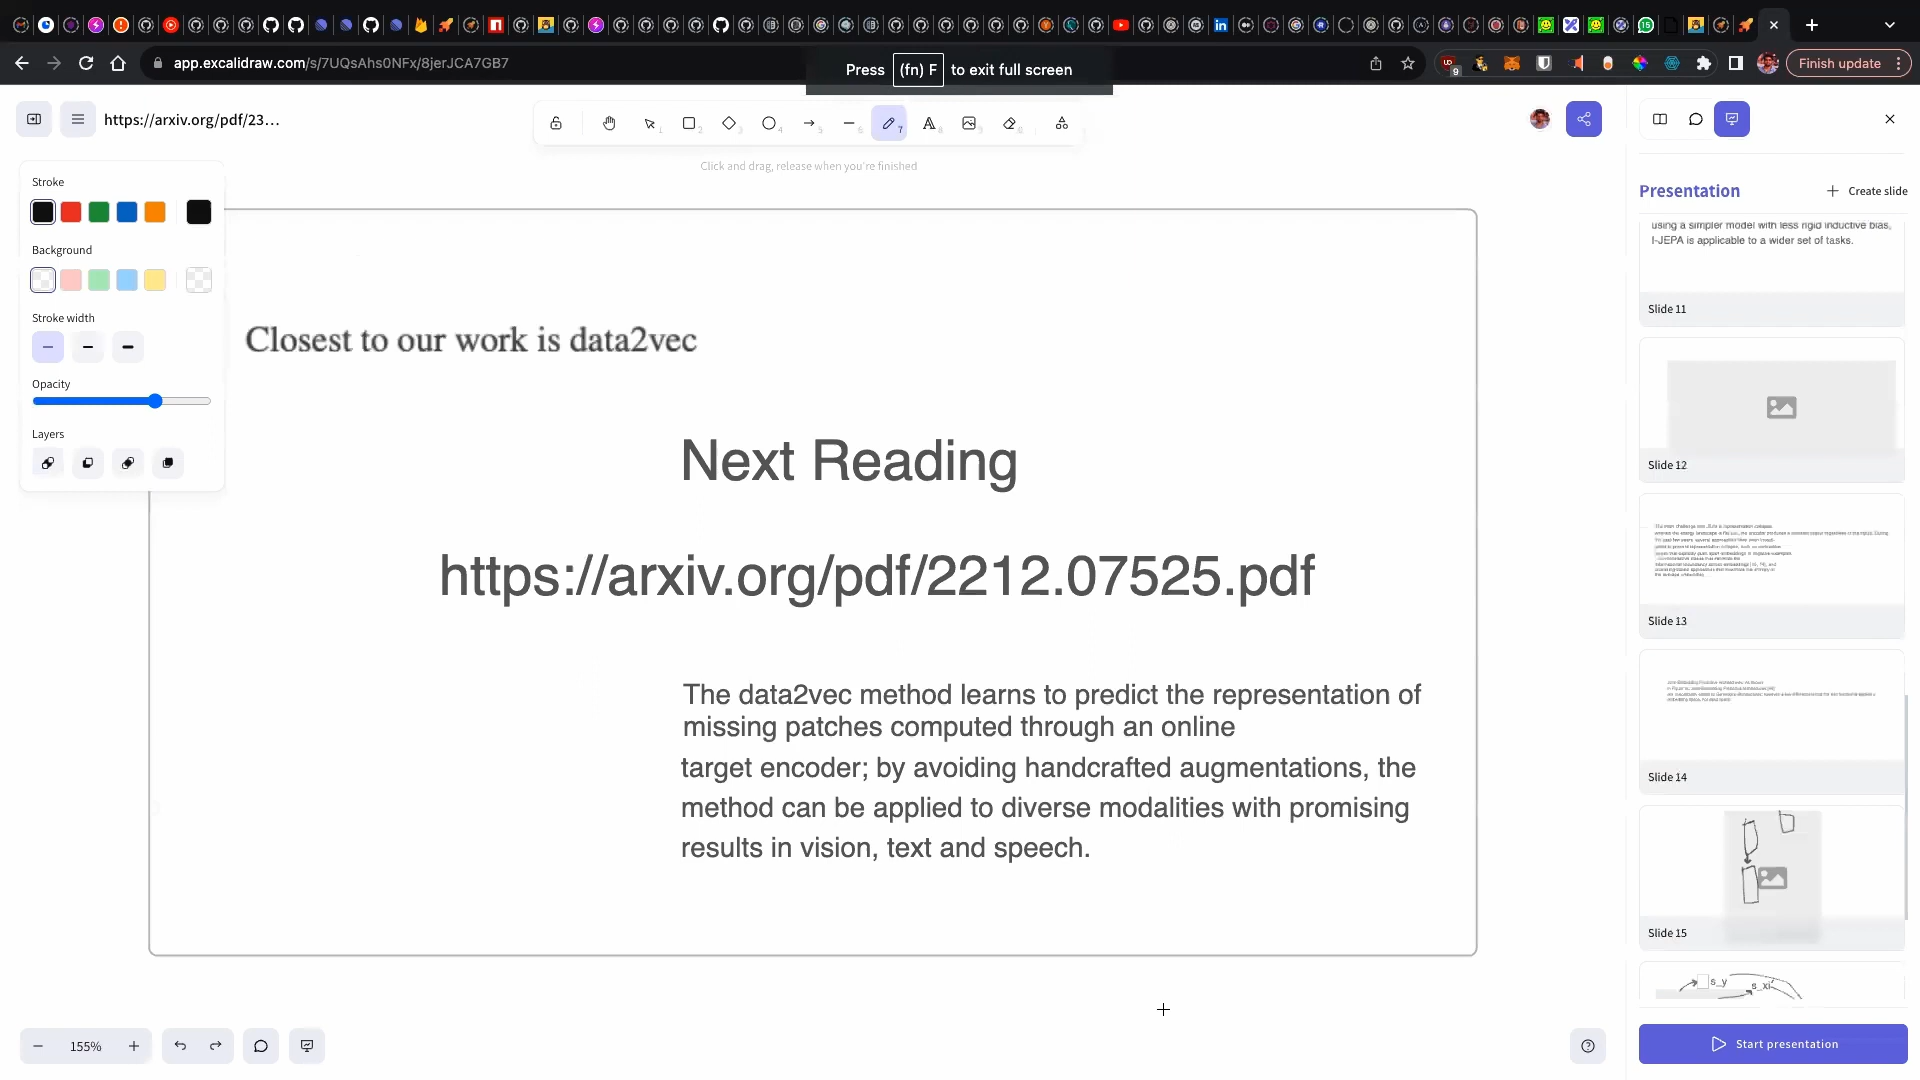 app.excalidraw.com/s/7UQsAhs0NFx/8jerJCA7GB7
Press (fn) F to exit full screen
Finish update
https://arxiv.org/pdf/23...
Click and drag, release when you're finished
Stroke
Background
Stroke width
Opacity
Layers
Closest to our work is data2vec
Next Reading
https://arxiv.org/pdf/2212.07525.pdf
The data2vec method learns to predict the representation of
missing patches computed through an online
target encoder; by avoiding handcrafted augmentations, the
method can be applied to diverse modalities with promising
results in vision, text and speech.
155%
Presentation
Create slide
using a simpler model with less rigid inductive bias,
I-JEPA is applicable to a wider set of tasks.
Slide 11
Slide 12
Slide 13
Slide 14
Slide 15
s_y
s_xi
Start presentation